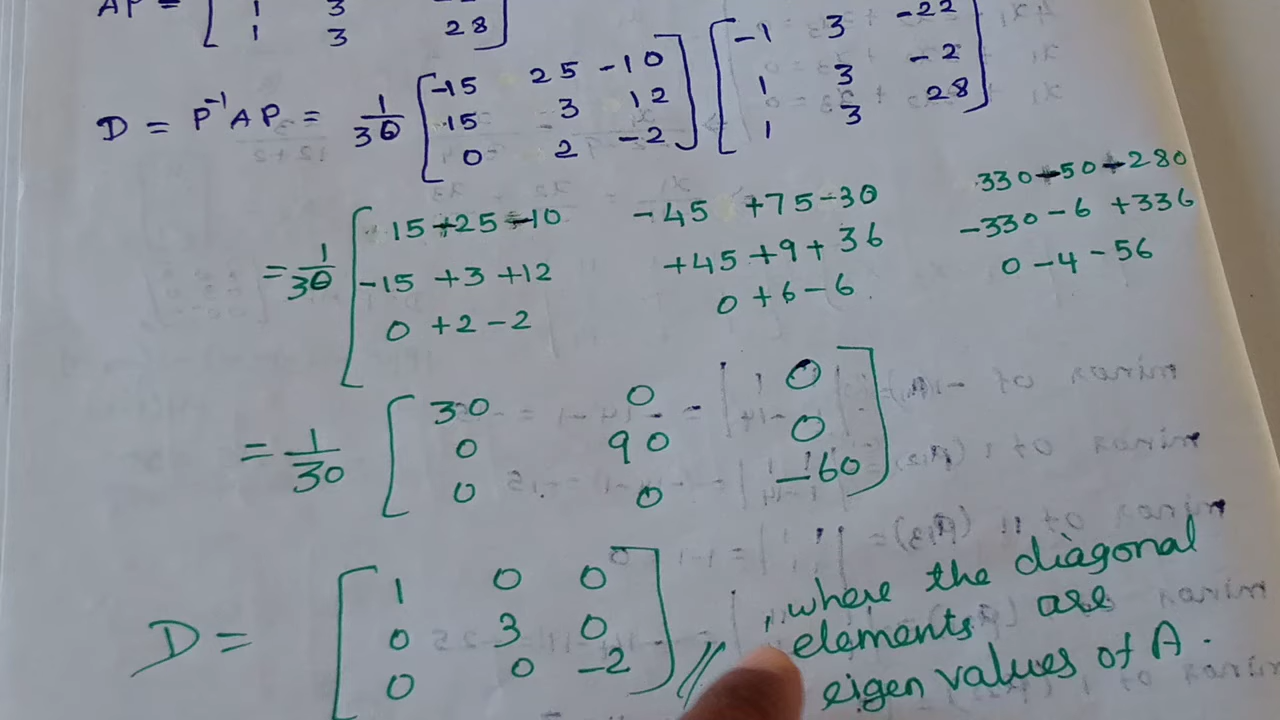 AP =
1 3
1 3 28
D = P⁻¹AP = 1/30 [ -15 25 -10 ] [ -1 3 -22 ]
[ 15 3 12 ] [ 1 3 -2 ]
[ 0 2 -2 ] [ 1 3 28 ]
= 1/30 [ 15+25-10 -45 +75-30 330-50-280
-15 +3 +12 +45+9+36 -330-6 +336
0 +2-2 0+6-6 0-4-56
= 1/30 [ 30 0 0 ]
[ 0 90 0 ]
[ 0 0 -60 ]
D = [ 1 0 0 ]
[ 0 3 0 ]
[ 0 0 -2 ] //
, where the diagonal
elements are
eigen values of A.